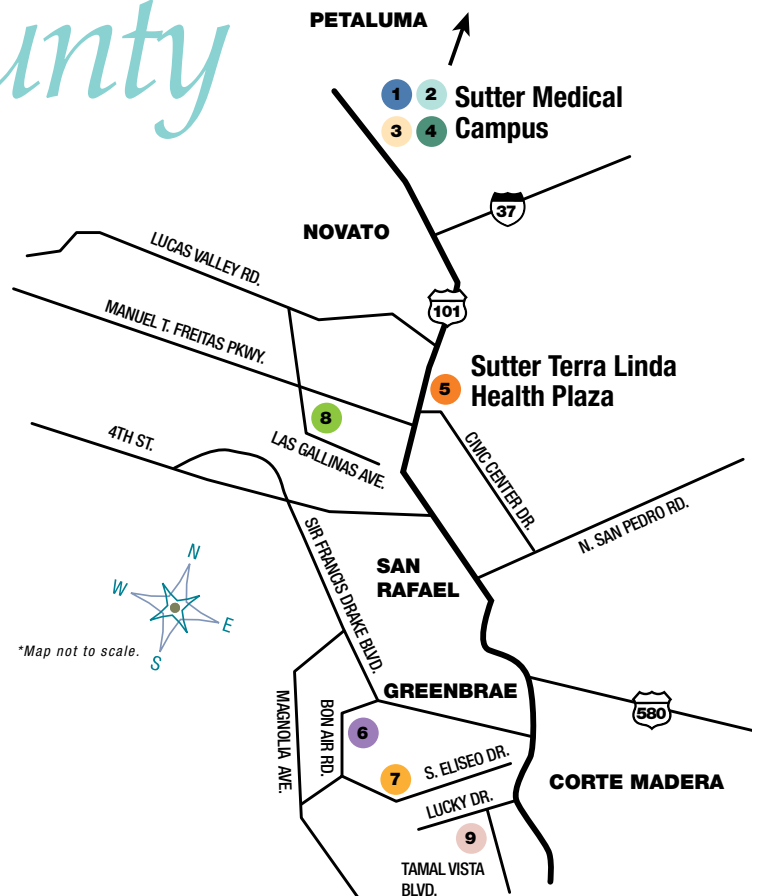 unty
PETALUMA
1 2 Sutter Medical
3 4 Campus
37
NOVATO
LUCAS VALLEY RD.
101
MANUEL T. FREITAS PKWY.
Sutter Terra Linda
5 Health Plaza
8
4TH ST.
LAS GALLINAS AVE.
CIVIC CENTER DR.
N. SAN PEDRO RD.
SIR FRANCIS DRAKE BLVD.
SAN
RAFAEL
N
W
E
S
*Map not to scale.
GREENBRAE
580
MAGNOLIA AVE.
BON AIR RD.
6
7
S. ELISEO DR.
CORTE MADERA
LUCKY DR.
9
TAMAL VISTA
BLVD.